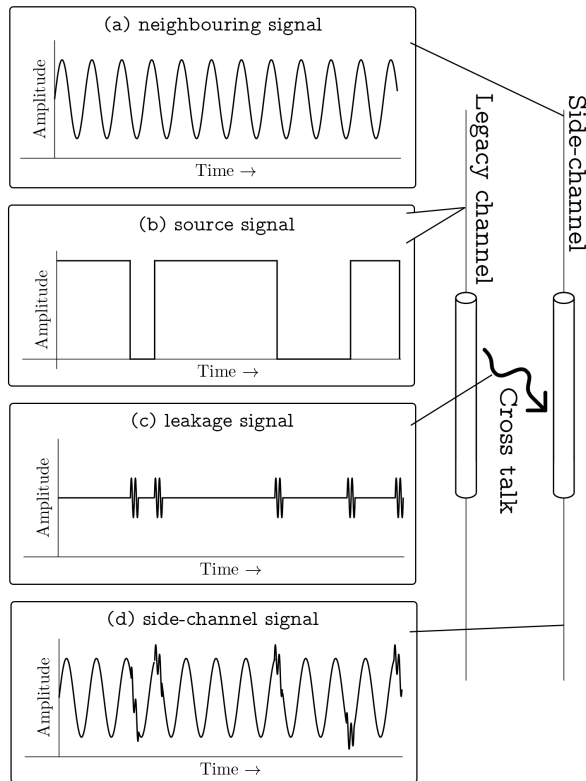 (a) neighbouring signal
Amplitude
Time →
(b) source signal
Amplitude
Time →
(c) leakage signal
Amplitude
Time →
(d) side-channel signal
Amplitude
Time →
Legacy channel
Side-channel
Cross talk